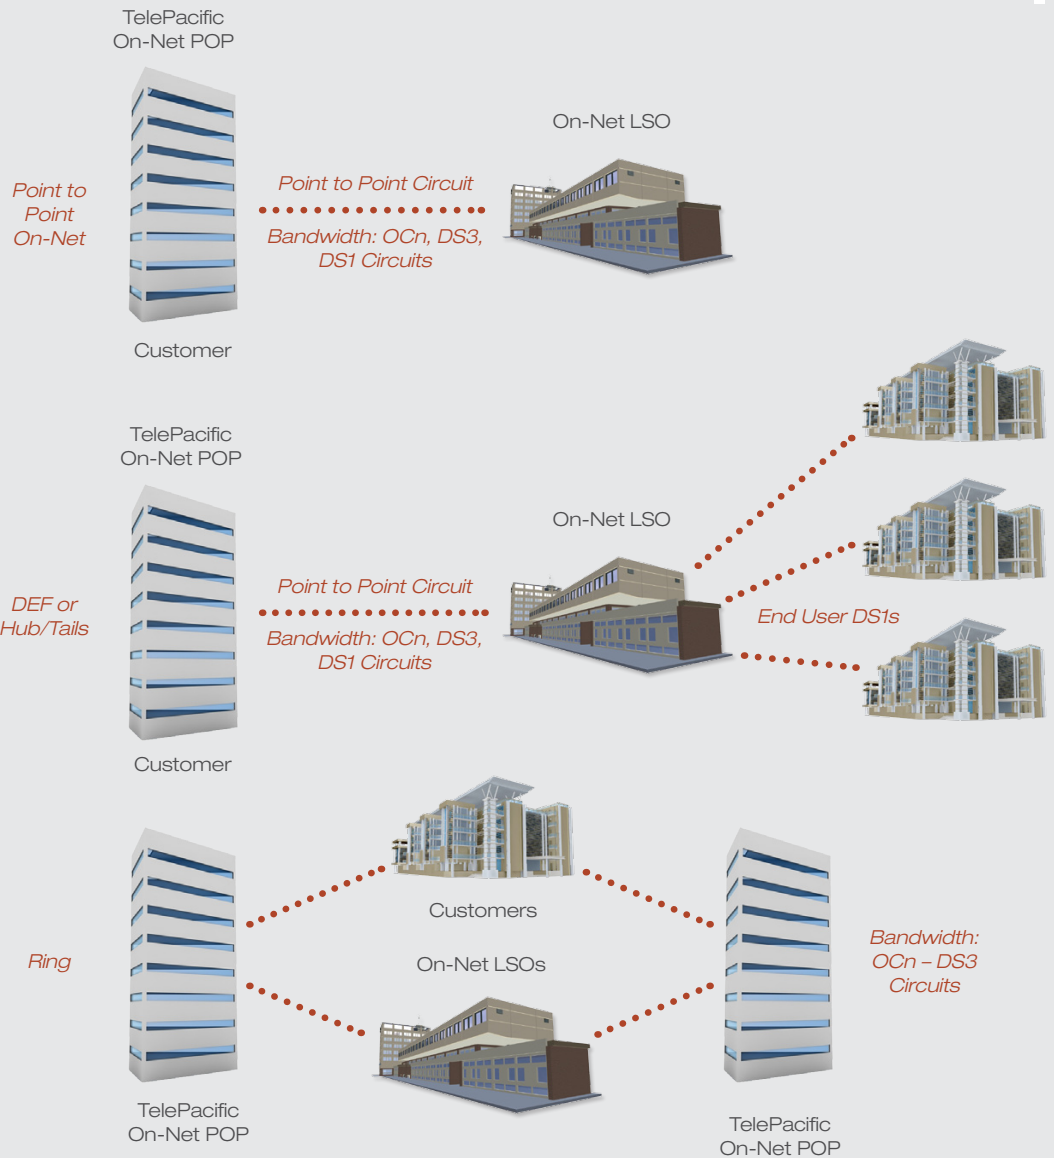 TelePacific
On-Net POP
On-Net LSO
Point to
Point
On-Net
Point to Point Circuit
Bandwidth: OCn, DS3,
DS1 Circuits
Customer
TelePacific
On-Net POP
On-Net LSO
DEF or
Hub/Tails
Point to Point Circuit
Bandwidth: OCn, DS3,
DS1 Circuits
End User DS1s
Customer
Customers
Ring
On-Net LSOs
Bandwidth:
OCn – DS3
Circuits
TelePacific
On-Net POP
TelePacific
On-Net POP